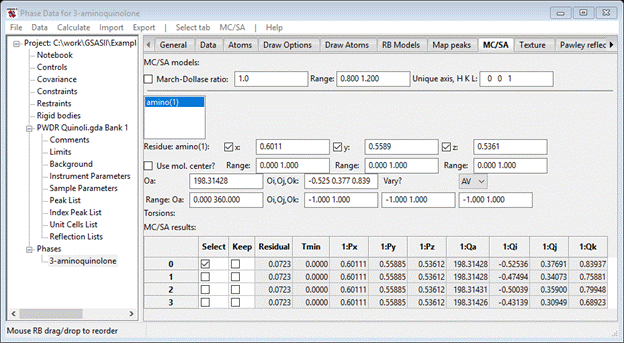 Phase Data for 3-aminoquinolone
File Data Calculate Import Export | Select tab MC/SA | Help
Project: C:\work\GSASII\Exampl
Notebook
Controls
Covariance
Constraints
Restraints
Rigid bodies
PWDR Quinoli.gda Bank 1
Comments
Limits
Background
Instrument Parameters
Sample Parameters
Peak List
Index Peak List
Unit Cells List
Reflection Lists
Phases
3-aminoquinolone
General Data Atoms Draw Options Draw Atoms RB Models Map peaks MC/SA Texture Pawley reflec
MC/SA models:
March-Dollase ratio: 1.0 Range: 0.800 1.200 Unique axis, H K L: 0 0 1
amino(1)
Residue: amino(1): x: 0.6011 y: 0.5589 z: 0.5361
Use mol. center? Range: 0.000 1.000 Range: 0.000 1.000 Range: 0.000 1.000
Oa: 198.31428 Oi,Oj,Ok: -0.525 0.377 0.839 Vary? AV
Range: Oa: 0.000 360.000 Oi,Oj,Ok: -1.000 1.000 -1.000 1.000 -1.000 1.000
Torsions:
MC/SA results:
Select Keep Residual Tmin 1:Px 1:Py 1:Pz 1:Qa 1:Qi 1:Qj 1:Qk
0 0.0723 0.0000 0.60111 0.55885 0.53612 198.31428 -0.52536 0.37691 0.83937
1 0.0723 0.0000 0.60111 0.55885 0.53612 198.31428 -0.47494 0.34073 0.75881
2 0.0723 0.0000 0.60111 0.55885 0.53612 198.31431 -0.50039 0.35900 0.79948
3 0.0723 0.0000 0.60111 0.55885 0.53612 198.31426 -0.43139 0.30949 0.68923
Mouse RB drag/drop to reorder